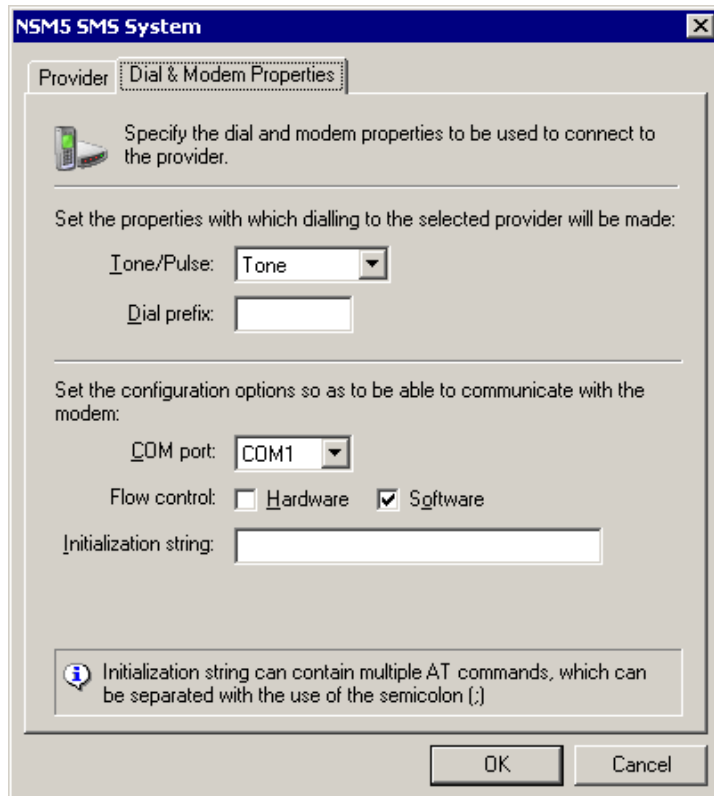 NSM5 SMS System
Provider
Dial & Modem Properties
Specify the dial and modem properties to be used to connect to
the provider.
Set the properties with which dialling to the selected provider will be made:
Tone/Pulse: Tone
Dial prefix:
Set the configuration options so as to be able to communicate with the
modem:
COM port: COM1
Flow control: Hardware Software
Initialization string:
Initialization string can contain multiple AT commands, which can
be separated with the use of the semicolon (;)
OK Cancel